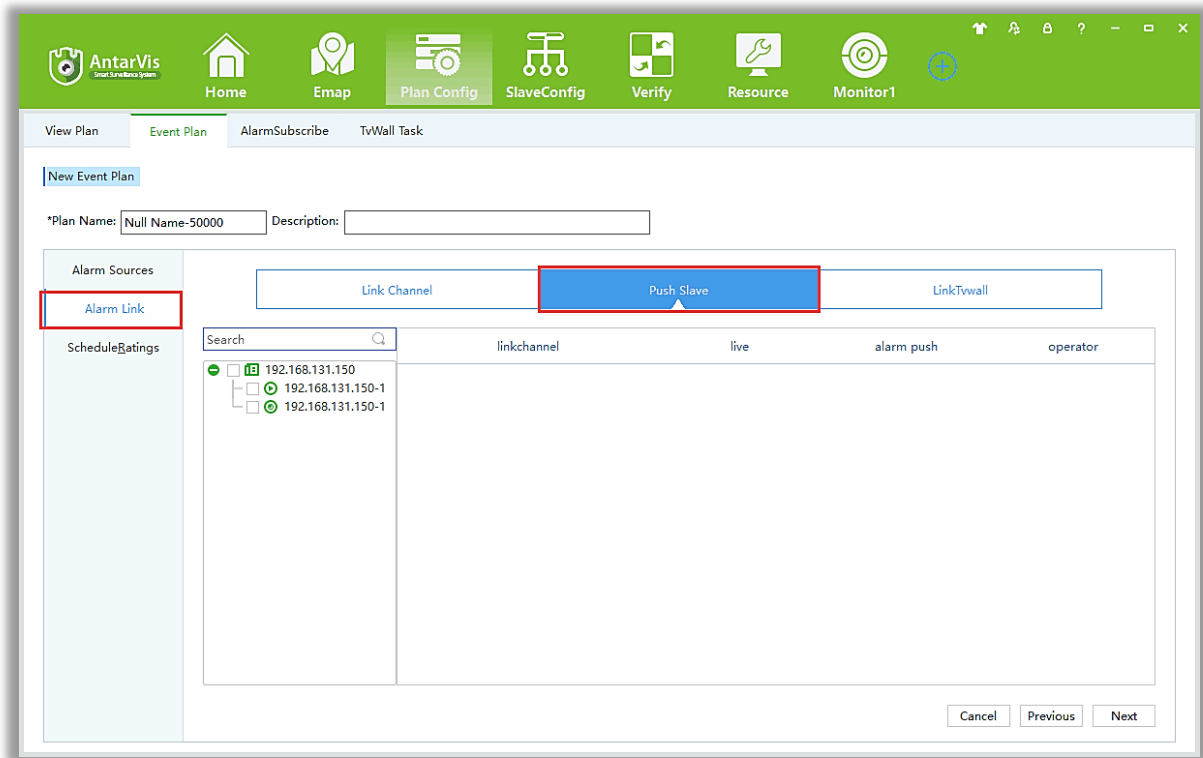 AntarVis
Smart Surveillance System
?
Home
Emap
Plan Config
SlaveConfig
Verify
Resource
Monitor1
View Plan
Event Plan
AlarmSubscribe
TvWall Task
New Event Plan
*Plan Name: Null Name-50000 Description:
Alarm Sources
Alarm Link
ScheduleRatings
Link Channel
Push Slave
LinkTvwall
Search
linkchannel
live
alarm push
operator
192.168.131.150
192.168.131.150-1
192.168.131.150-1
Cancel
Previous
Next